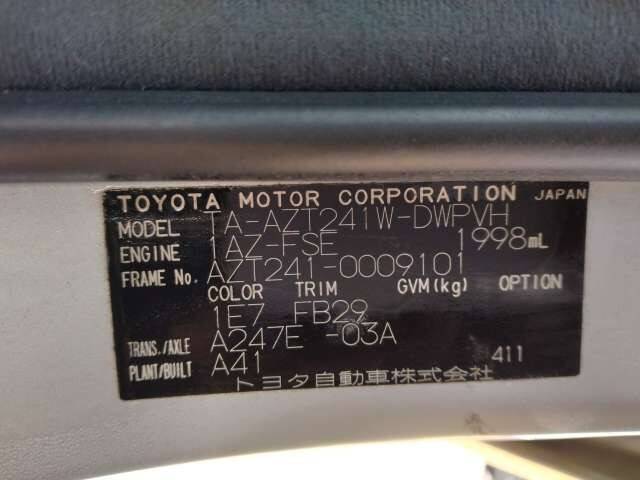 TOYOTA MOTOR CORPORATION JAPAN
MODEL TA-AZT241W-DWPVH
ENGINE 1AZ-FSE 1998mL
FRAME No. AZT241-0009101
COLOR TRIM GVM(kg) OPTION
1E7 FB29
TRANS./AXLE A247E -03A
PLANT/BUILT A41 411
トヨタ自動車株式会社